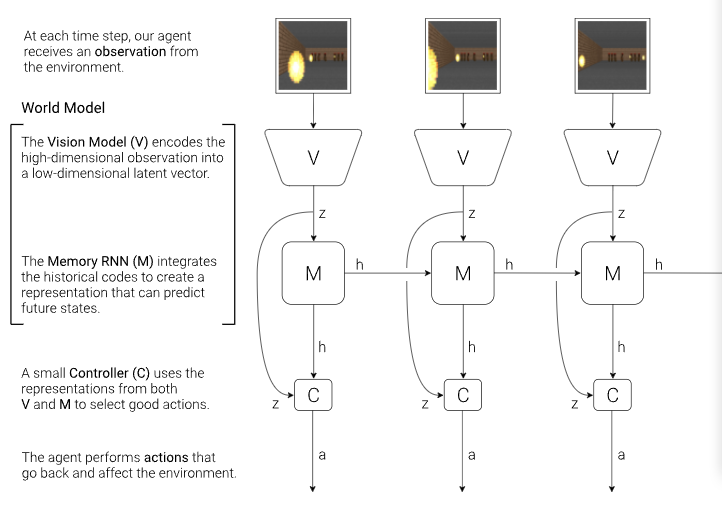 At each time step, our agent
receives an observation from
the environment.
World Model
The Vision Model (V) encodes the
high-dimensional observation into
a low-dimensional latent vector.
The Memory RNN (M) integrates
the historical codes to create a
representation that can predict
future states.
A small Controller (C) uses the
representations from both
V and M to select good actions.
The agent performs actions that
go back and affect the environment.
V V V
z z z
M h M h M h
h h h
z C z C z C
a a a